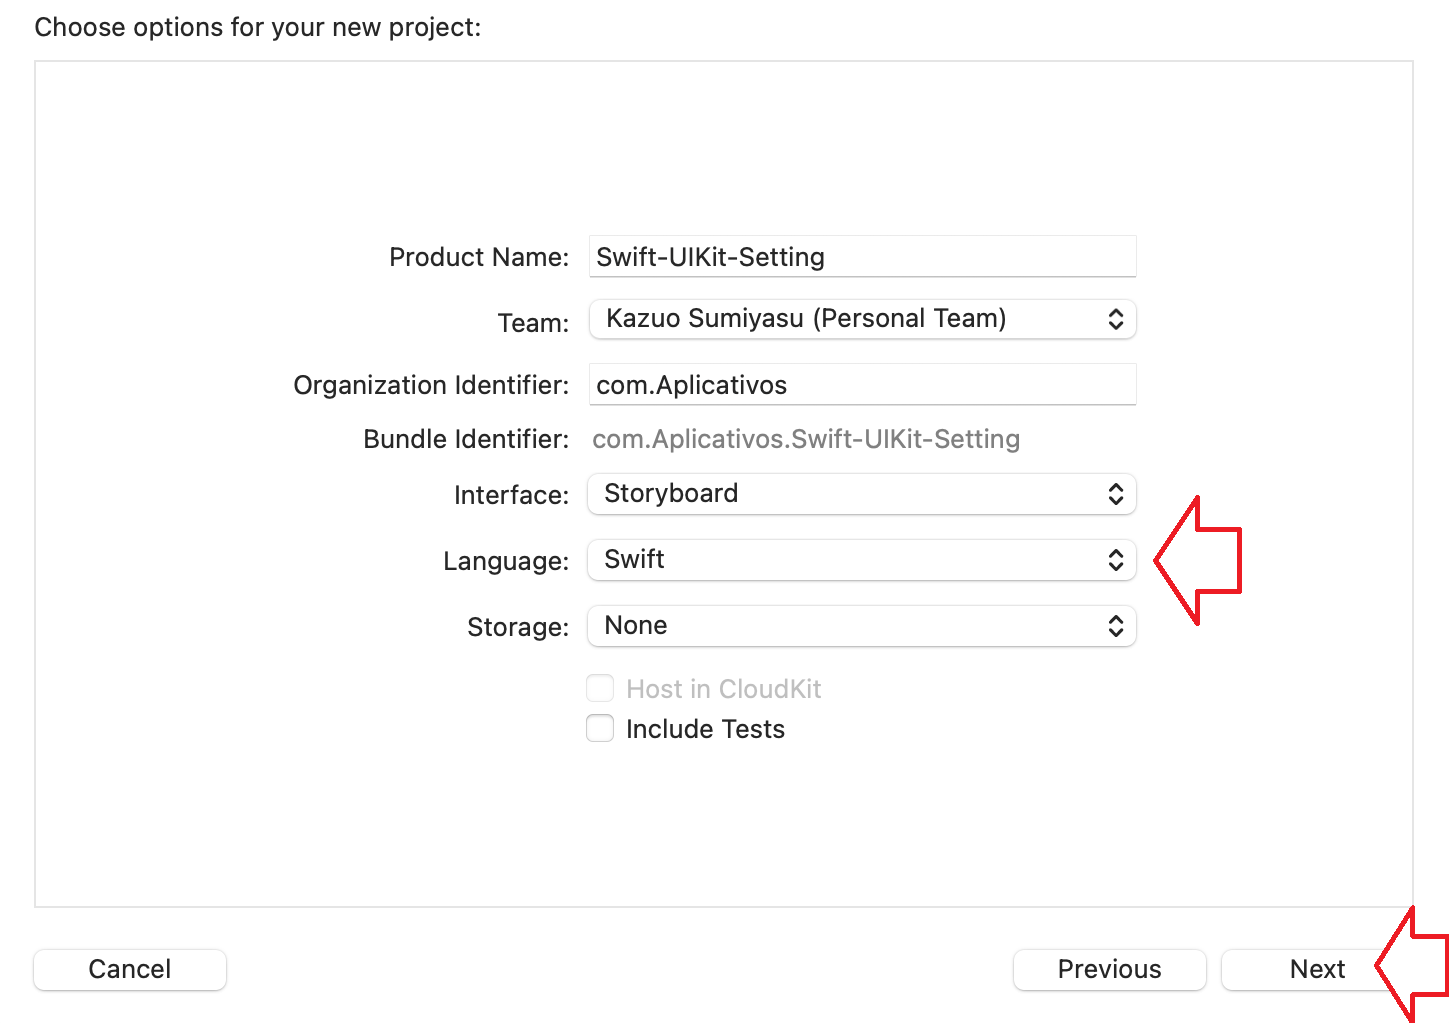 Choose options for your new project:
Product Name: Swift-UIKit-Setting
Team: Kazuo Sumiyasu (Personal Team)
Organization Identifier: com.Aplicativos
Bundle Identifier: com.Aplicativos.Swift-UIKit-Setting
Interface: Storyboard
Language: Swift
Storage: None
Host in CloudKit
Include Tests
Cancel Previous Next